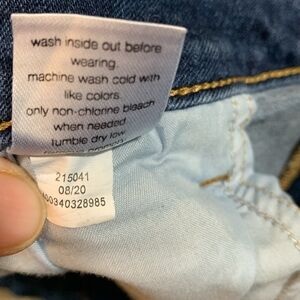 wash inside out before
wearing.
machine wash cold with
like colors.
only non-chlorine bleach
when needed.
tumble dry low.
215041
08/20
00340328985